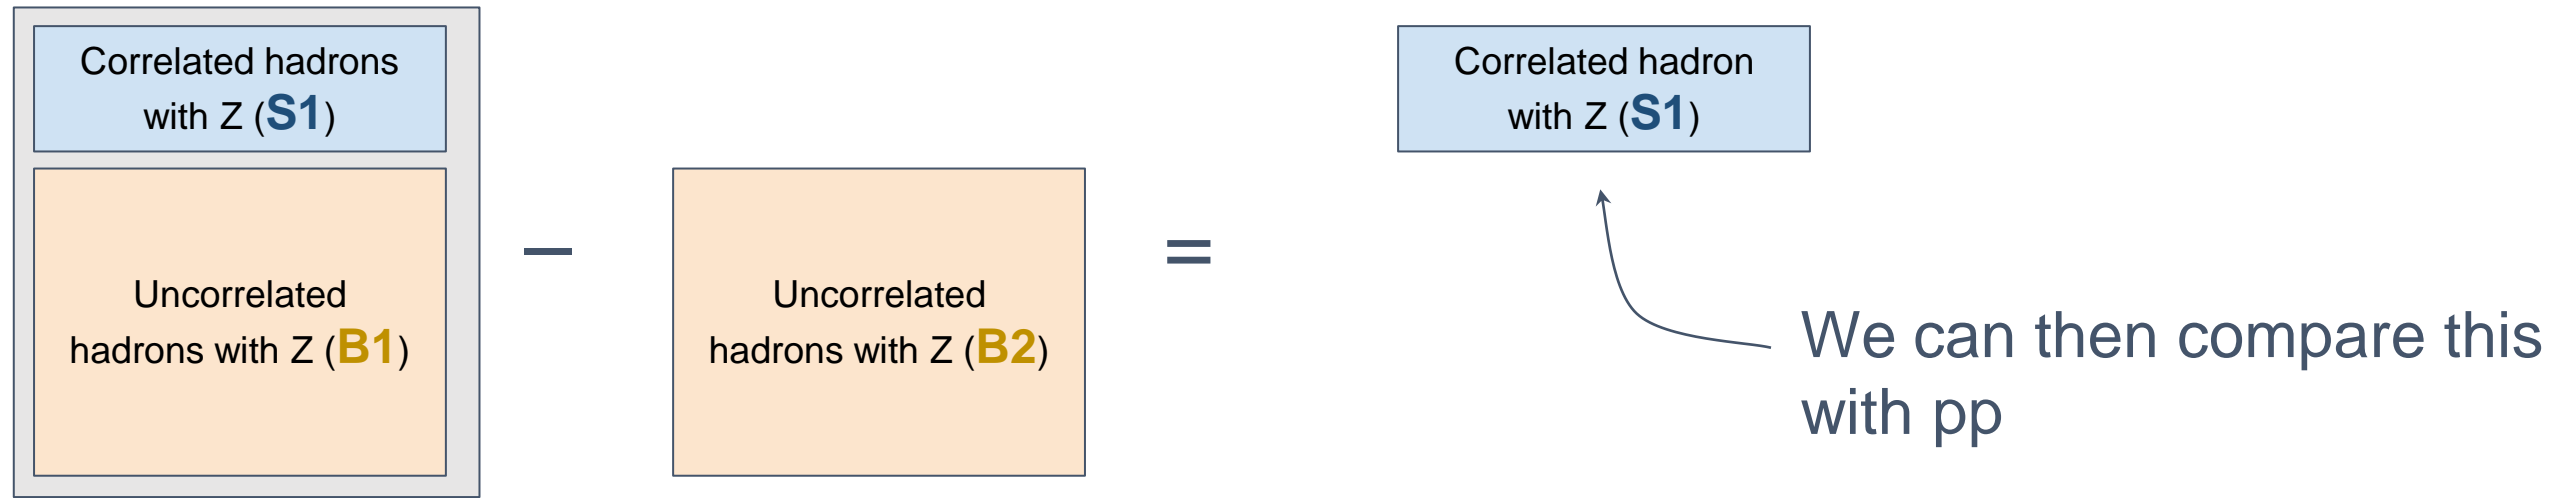 Correlated hadrons
with Z (S1)
Uncorrelated
hadrons with Z (B1)
–
Uncorrelated
hadrons with Z (B2)
=
Correlated hadron
with Z (S1)
We can then compare this
with pp